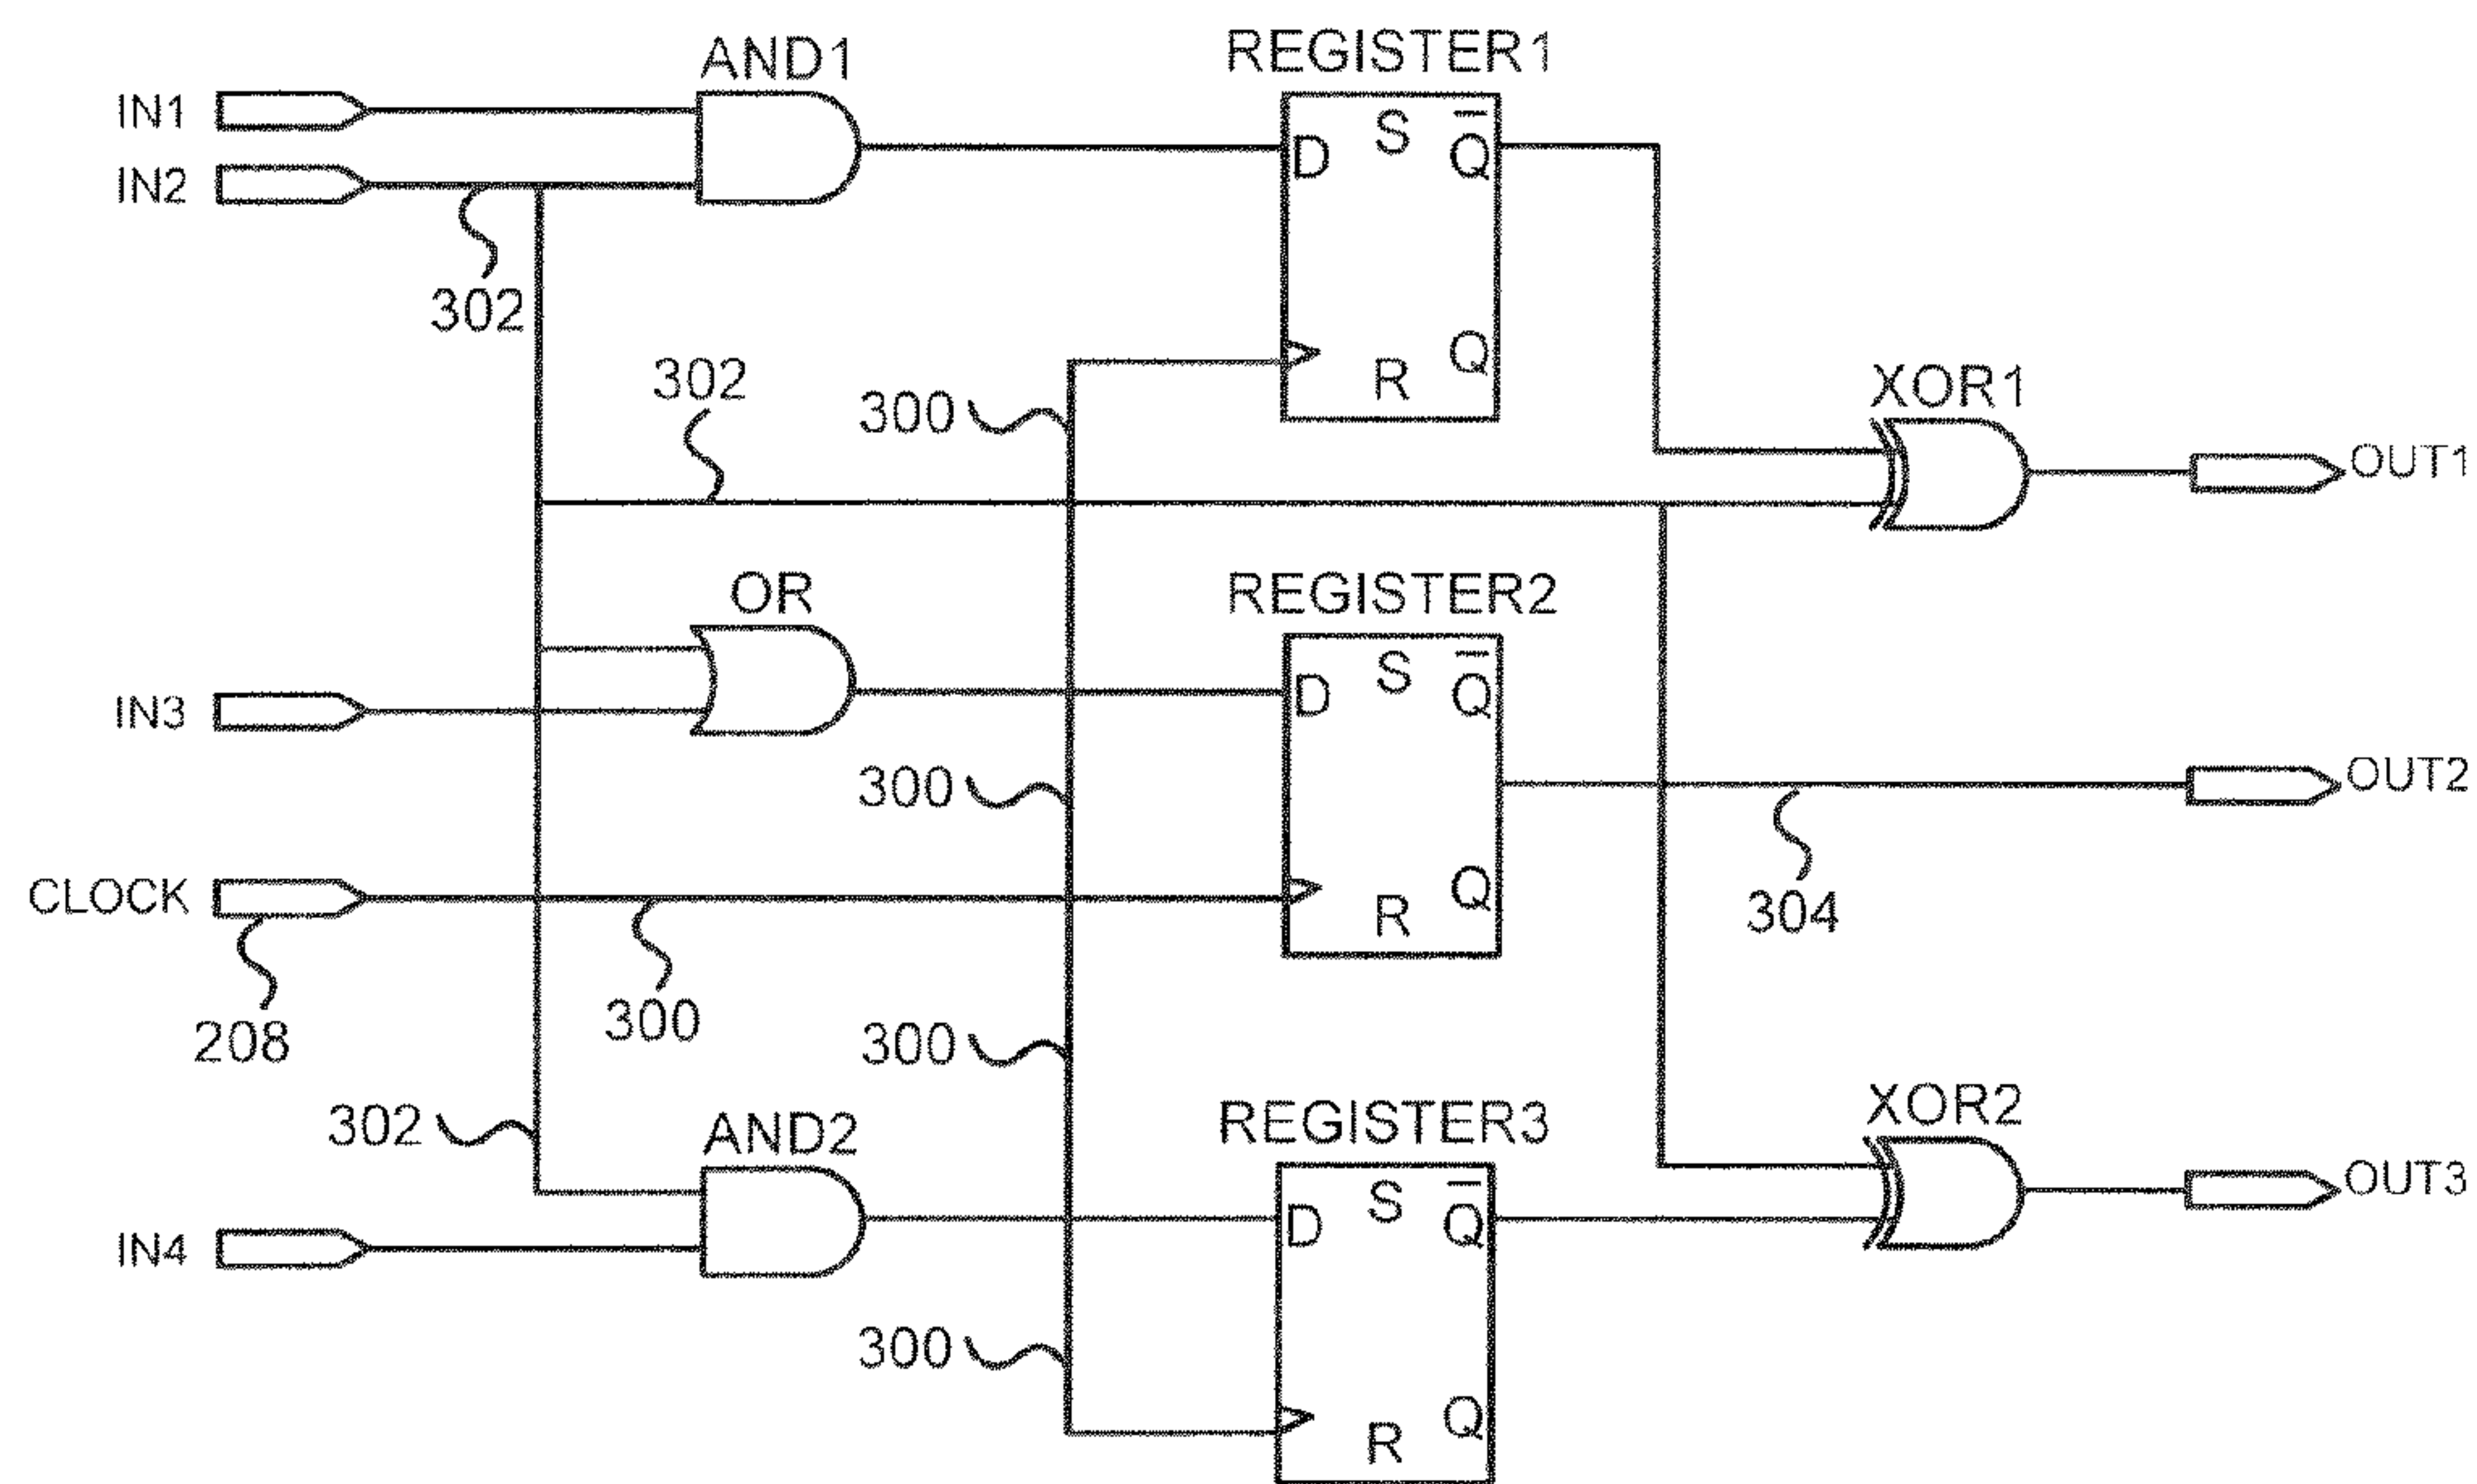 AND1
REGISTER1
IN1
D S Q̅
IN2
302
302
300
R Q
XOR1
OUT1
OR
REGISTER2
D S Q̅
IN3
300
OUT2
CLOCK
R Q
304
208
300
300
302
AND2
REGISTER3
XOR2
D S Q̅
OUT3
IN4
300
R Q